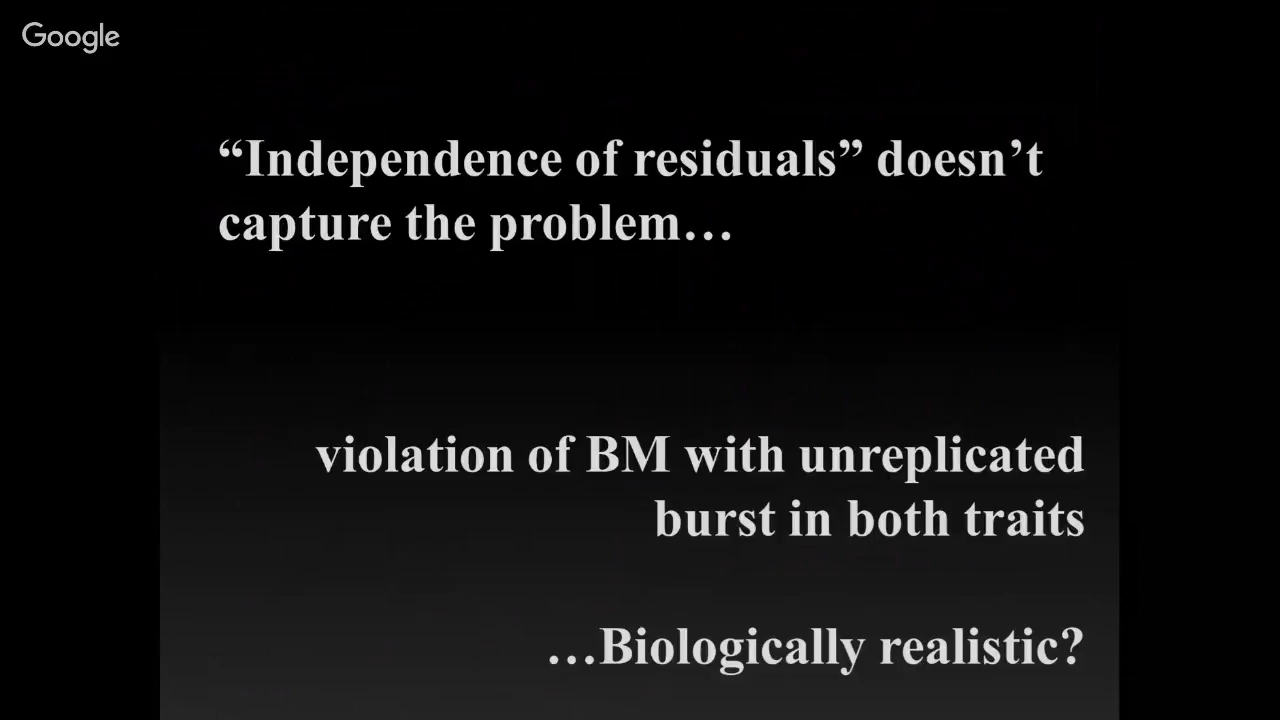 Google
“Independence of residuals” doesn’t
capture the problem…
violation of BM with unreplicated
burst in both traits
…Biologically realistic?